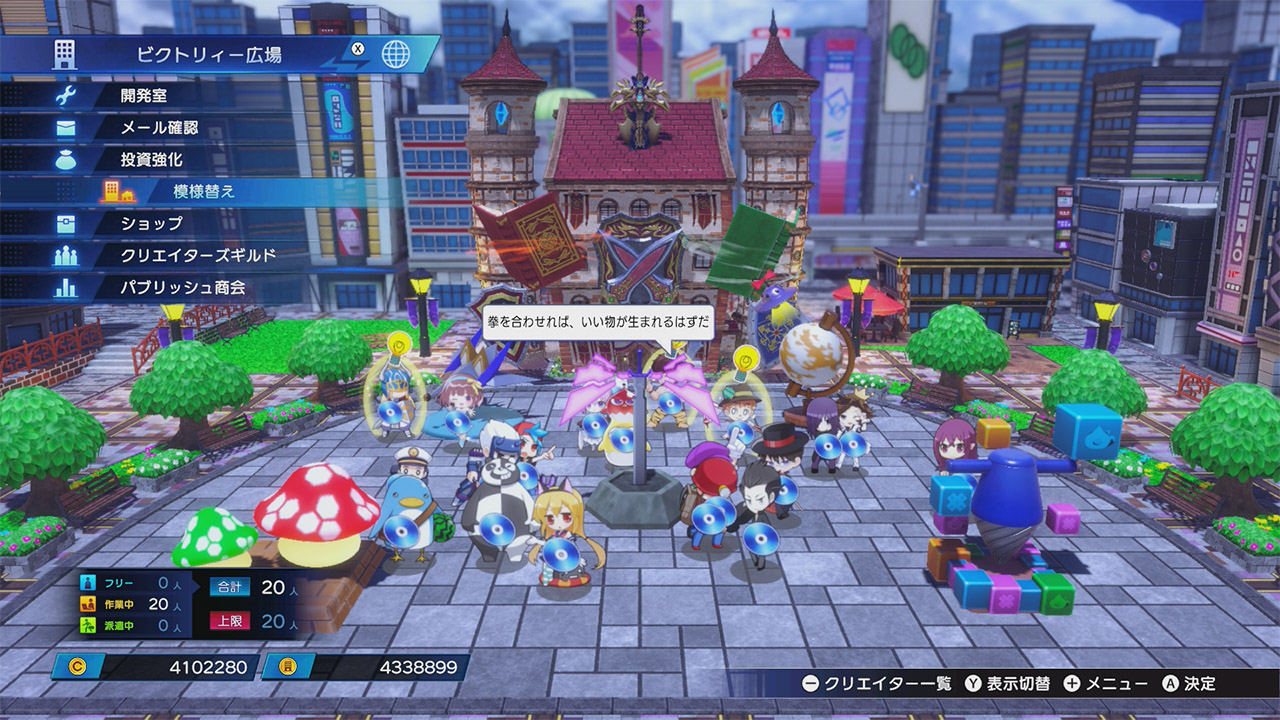 ビクトリィー広場 X
開発室
メール確認
投資強化
模様替え
ショップ
クリエイターズギルド
パブリッシュ商会
拳を合わせれば、いい物が生まれるはずだ
フリー 0人
作業中 20人
派遣中 0人
合計 20人
上限 20人
C 4102280
4338899
クリエイター一覧 Y 表示切替 メニュー A 決定